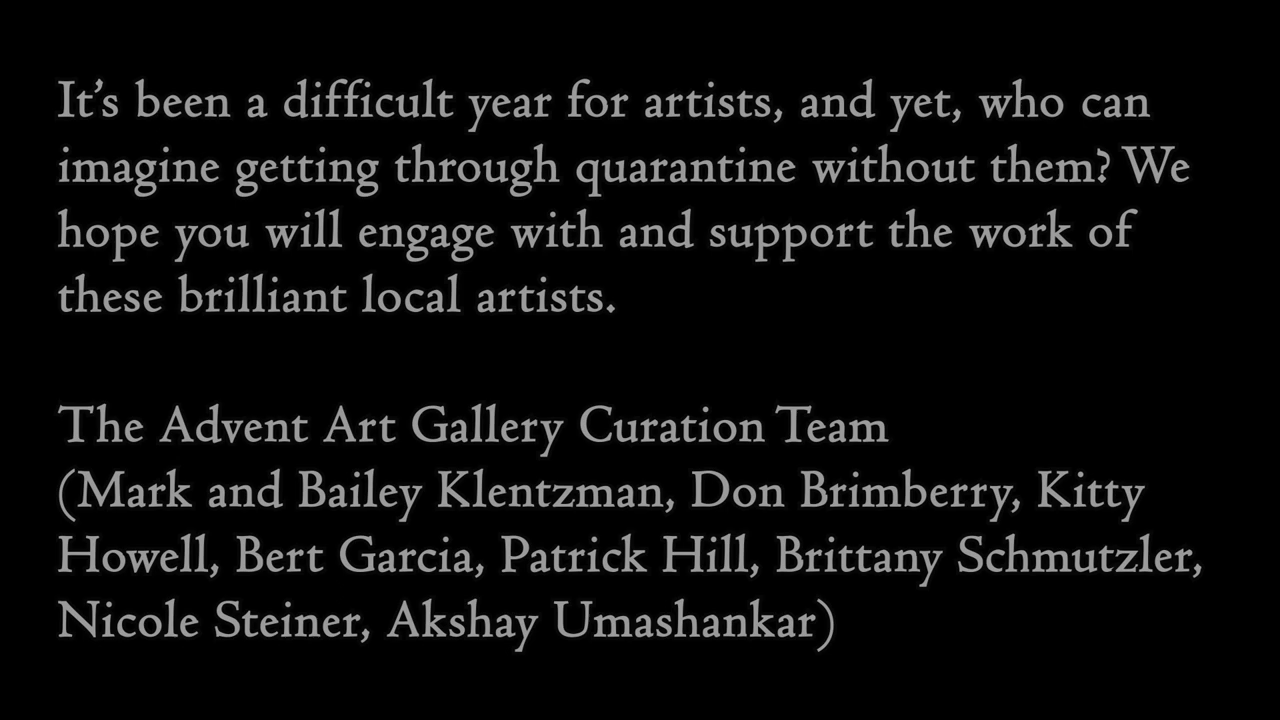 It’s been a difficult year for artists, and yet, who can
imagine getting through quarantine without them? We
hope you will engage with and support the work of
these brilliant local artists.
The Advent Art Gallery Curation Team
(Mark and Bailey Klentzman, Don Brimberry, Kitty
Howell, Bert Garcia, Patrick Hill, Brittany Schmutzler,
Nicole Steiner, Akshay Umashankar)